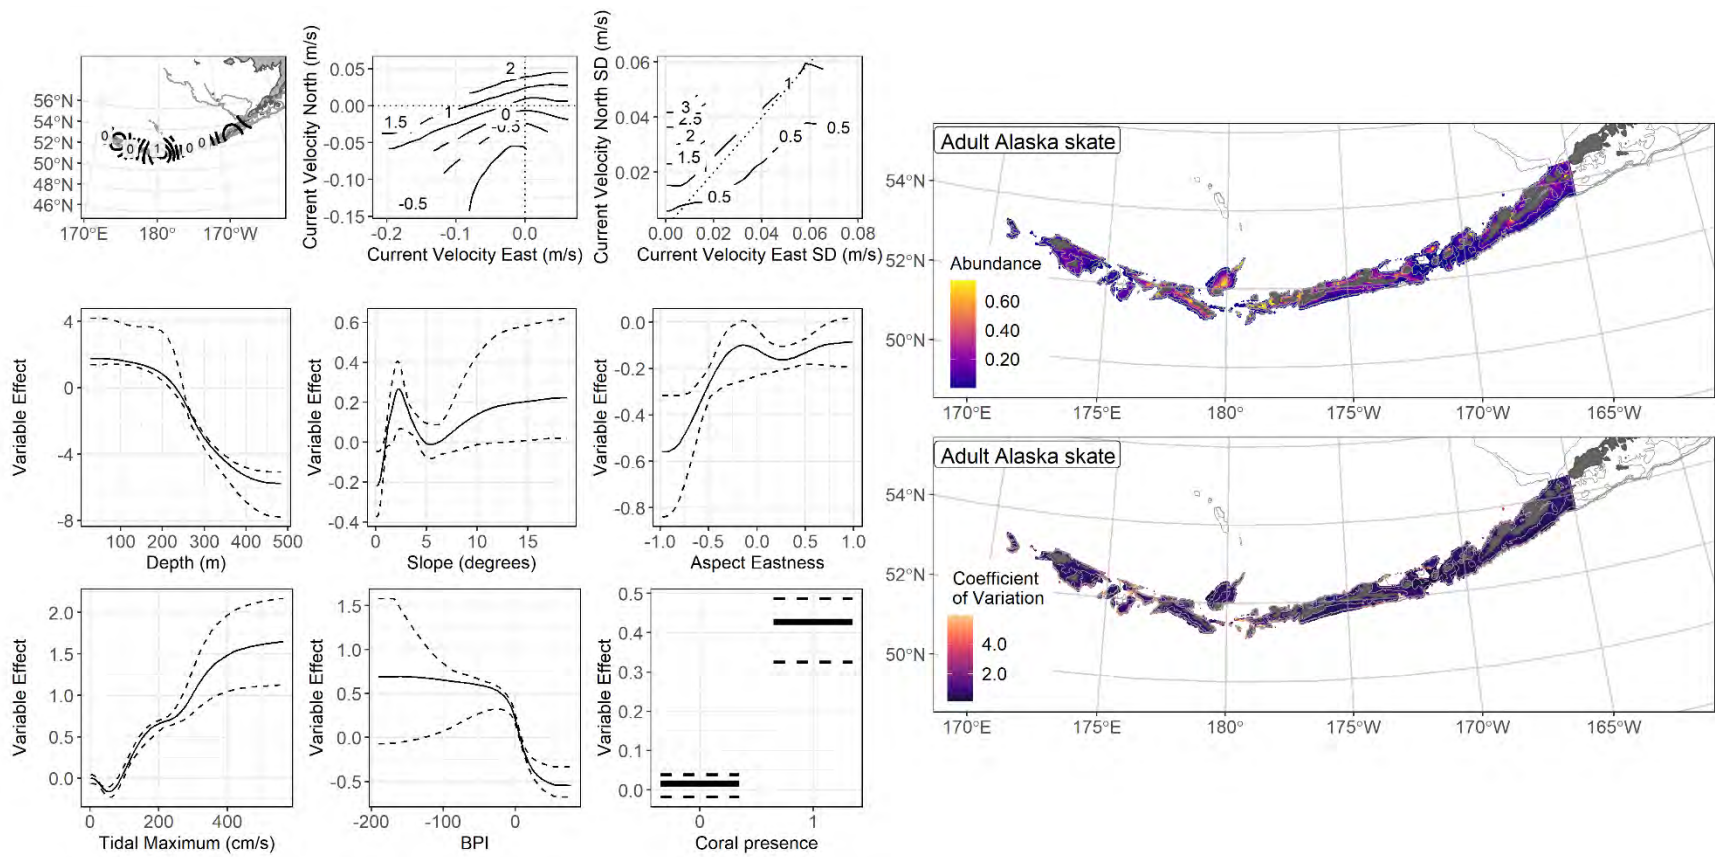 56°N
54°N
52°N
50°N
48°N
46°N
170°E
180°
170°W
0
0
1
0
0
Current Velocity North (m/s)
0.05
0.00
-0.05
-0.10
-0.15
2
1
1.5
0
-0.5
-0.5
-0.2
-0.1
0.0
Current Velocity East (m/s)
Current Velocity North SD (m/s)
0.06
0.04
0.02
3
2.5
2
1.5
1
0.5
0.5
0.5
0.00
0.02
0.04
0.06
0.08
Current Velocity East SD (m/s)
Variable Effect
4
0
-4
-8
100
200
300
400
500
Depth (m)
Variable Effect
0.6
0.4
0.2
0.0
-0.2
-0.4
0
5
10
15
Slope (degrees)
Variable Effect
0.0
-0.2
-0.4
-0.6
-0.8
-1.0
-0.5
0.0
0.5
1.0
Aspect Eastness
Variable Effect
2.0
1.5
1.0
0.5
0.0
0
200
400
Tidal Maximum (cm/s)
Variable Effect
1.5
1.0
0.5
0.0
-0.5
-200
-100
0
BPI
Variable Effect
0.5
0.4
0.3
0.2
0.1
0.0
0
1
Coral presence
Adult Alaska skate
54°N
52°N
50°N
Abundance
0.60
0.40
0.20
170°E
175°E
180°
175°W
170°W
165°W
Adult Alaska skate
54°N
52°N
50°N
Coefficient
of Variation
4.0
2.0
170°E
175°E
180°
175°W
170°W
165°W